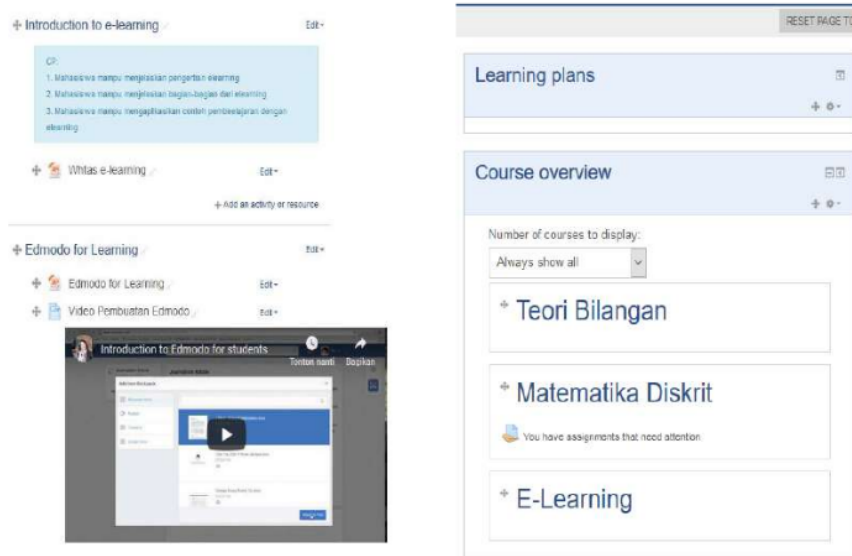 Introduction to e-learning
Edit
CP:
1. Mahasiswa mampu menjelaskan pengertian elearning
2. Mahasiswa mampu menjelaskan bagian-bagian dari elearning
3. Mahasiswa mampu mengaplikasikan contoh pembelajaran dengan
elearning
Whtas e-learning
Edit
+ Add an activity or resource
Edmodo for Learning
Edit
Edmodo for Learning
Edit
Video Pembuatan Edmodo
Edit
Introduction to Edmodo for students
Tonton nanti
Bagikan
RESET PAGE TO
Learning plans
Course overview
Number of courses to display:
Always show all
Teori Bilangan
Matematika Diskrit
You have assignments that need attention
E-Learning